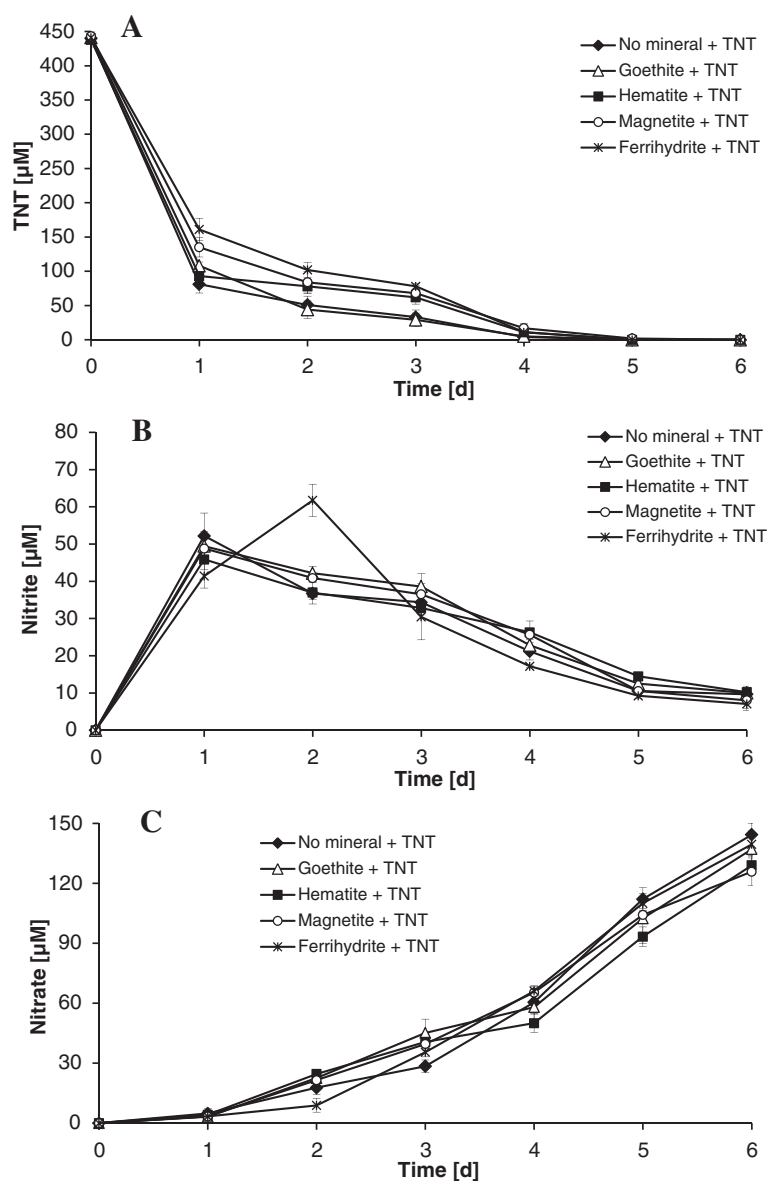 A
450
400
350
300
250
200
150
100
50
0
TNT [µM]
0 1 2 3 4 5 6
Time [d]
No mineral + TNT
Goethite + TNT
Hematite + TNT
Magnetite + TNT
Ferrihydrite + TNT
B
80
70
60
50
40
30
20
10
0
Nitrite [µM]
0 1 2 3 4 5 6
Time [d]
No mineral + TNT
Goethite + TNT
Hematite + TNT
Magnetite + TNT
Ferrihydrite + TNT
C
150
120
90
60
30
0
Nitrate [µM]
0 1 2 3 4 5 6
Time [d]
No mineral + TNT
Goethite + TNT
Hematite + TNT
Magnetite + TNT
Ferrihydrite + TNT